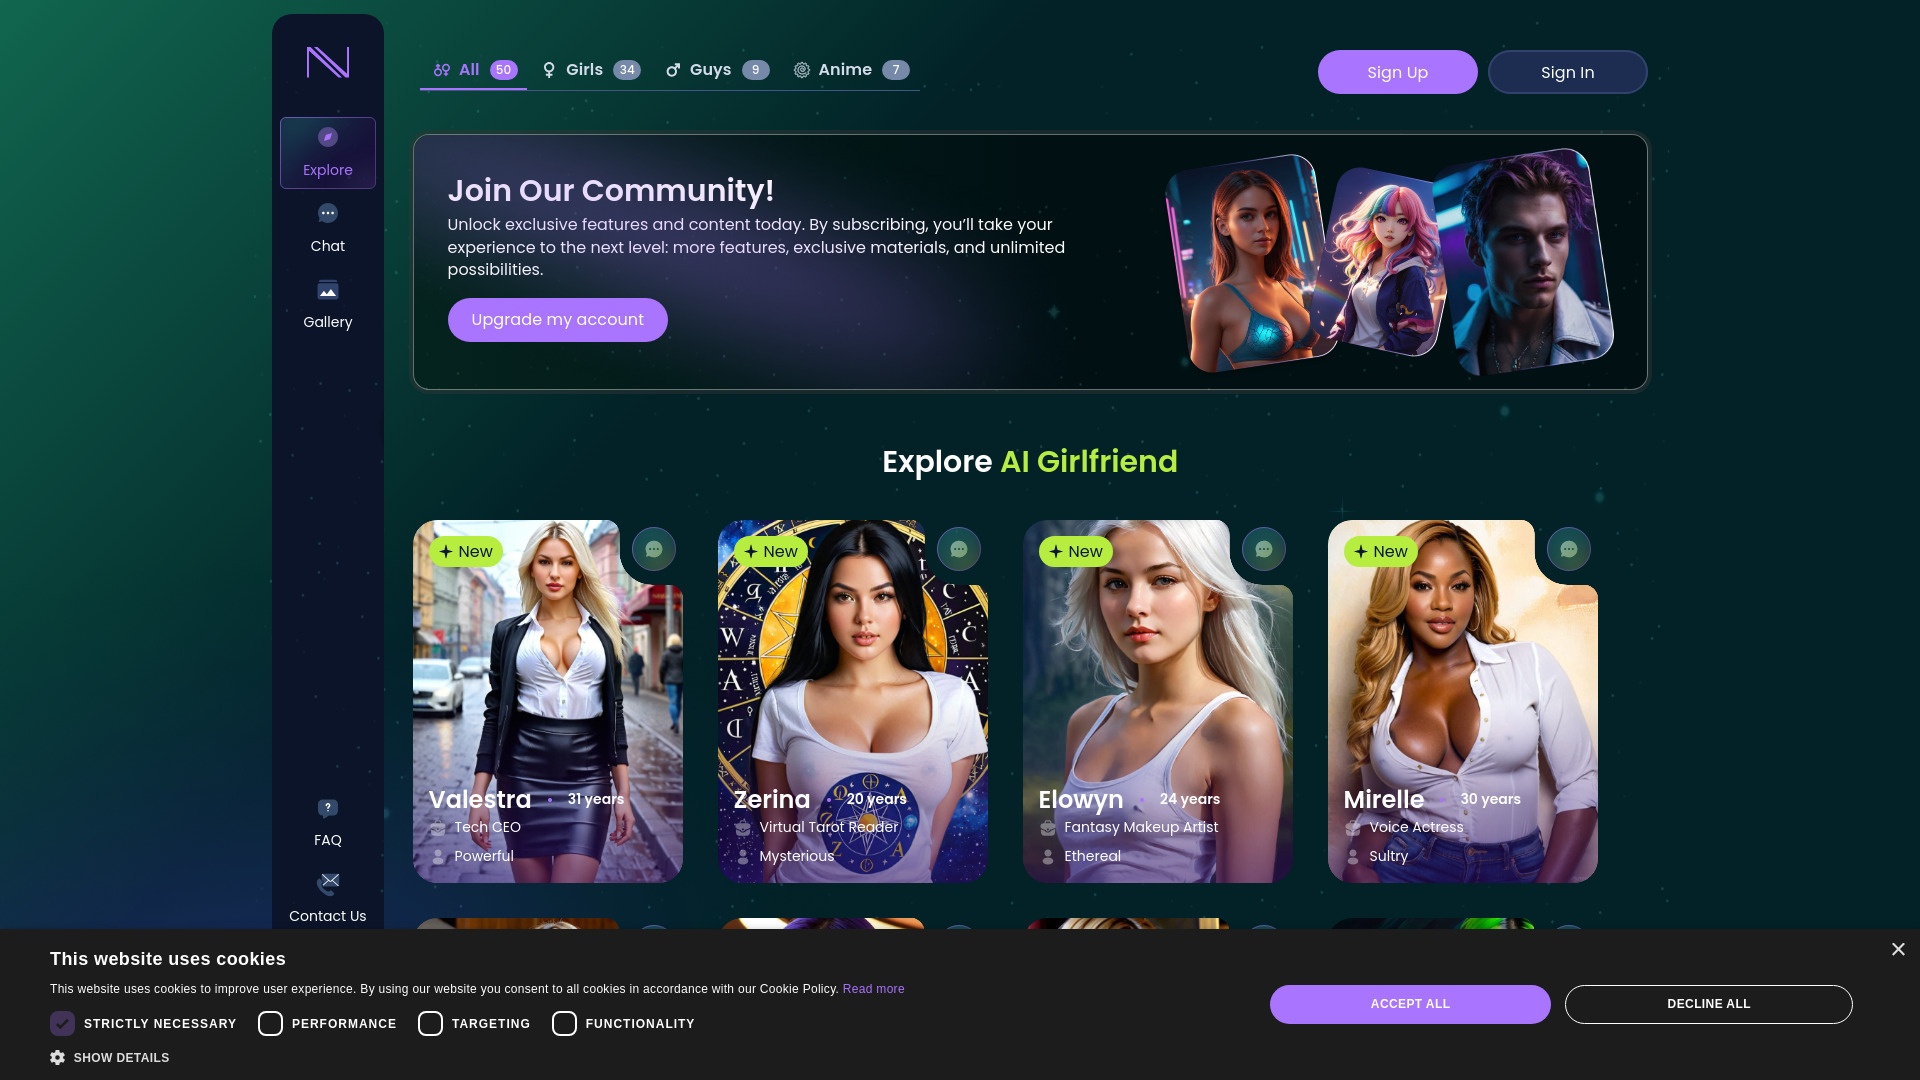 All 50
Girls 34
Guys 9
Anime 7
Sign Up
Sign In
Explore
Chat
Gallery
Join Our Community!
Unlock exclusive features and content today. By subscribing, you’ll take your
experience to the next level: more features, exclusive materials, and unlimited
possibilities.
Upgrade my account
Explore AI Girlfriend
New
Valestra
31 years
Tech CEO
Powerful
New
Zerina
20 years
Virtual Tarot Reader
Mysterious
New
Elowyn
24 years
Fantasy Makeup Artist
Ethereal
New
Mirelle
30 years
Voice Actress
Sultry
FAQ
Contact Us
This website uses cookies
This website uses cookies to improve user experience. By using our website you consent to all cookies in accordance with our Cookie Policy. Read more
STRICTLY NECESSARY
PERFORMANCE
TARGETING
FUNCTIONALITY
SHOW DETAILS
ACCEPT ALL
DECLINE ALL